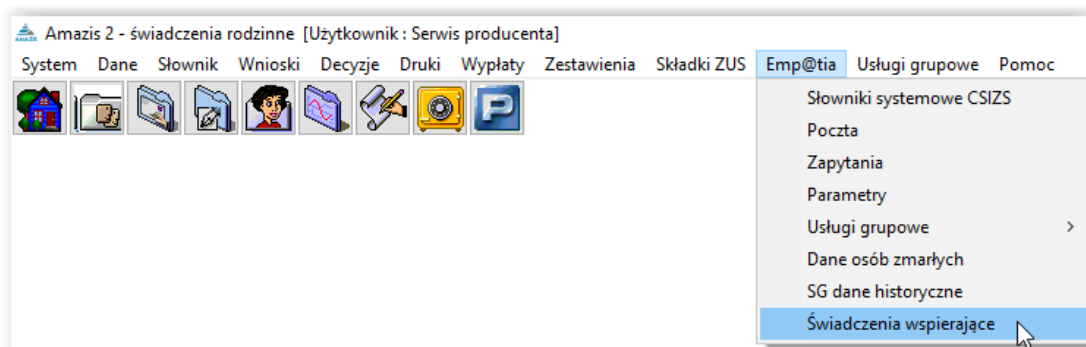 Amazis 2 - świadczenia rodzinne [Użytkownik : Serwis producenta]
System Dane Słownik Wnioski Decyzje Druki Wypłaty Zestawienia Składki ZUS Emp@tia Usługi grupowe Pomoc
Słowniki systemowe CSIZS
Poczta
Zapytania
Parametry
Usługi grupowe
Dane osób zmarłych
SG dane historyczne
Świadczenia wspierające